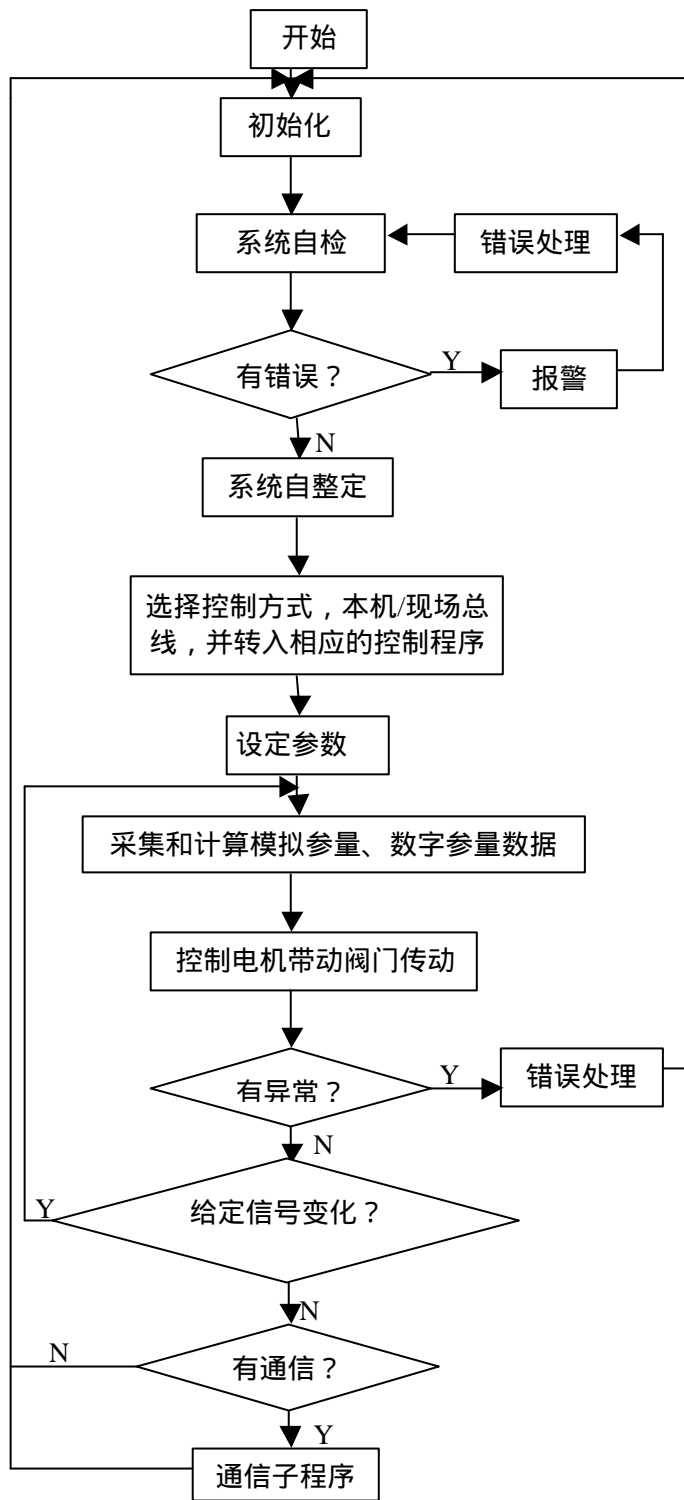 开始
初始化
系统自检
错误处理
有错误？
Y
报警
N
系统自整定
选择控制方式，本机/现场总
线，并转入相应的控制程序
设定参数
采集和计算模拟参量、数字参量数据
控制电机带动阀门传动
有异常？
Y
错误处理
N
Y
给定信号变化？
N
N
有通信？
Y
通信子程序